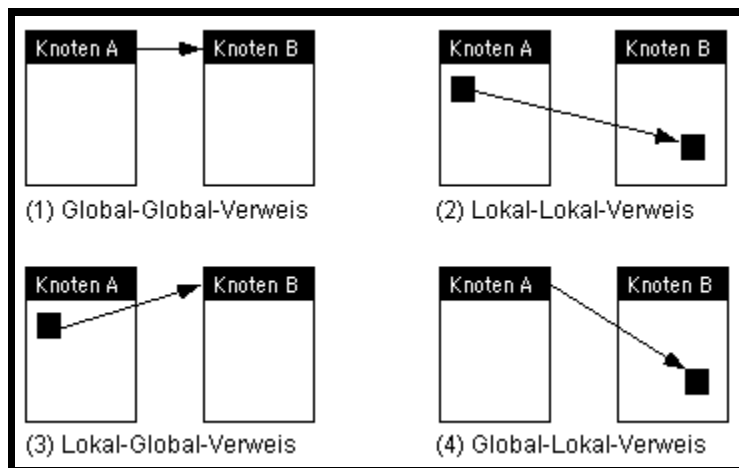 Knoten A
Knoten B
(1) Global-Global-Verweis
Knoten A
Knoten B
(2) Lokal-Lokal-Verweis
Knoten A
Knoten B
(3) Lokal-Global-Verweis
Knoten A
Knoten B
(4) Global-Lokal-Verweis